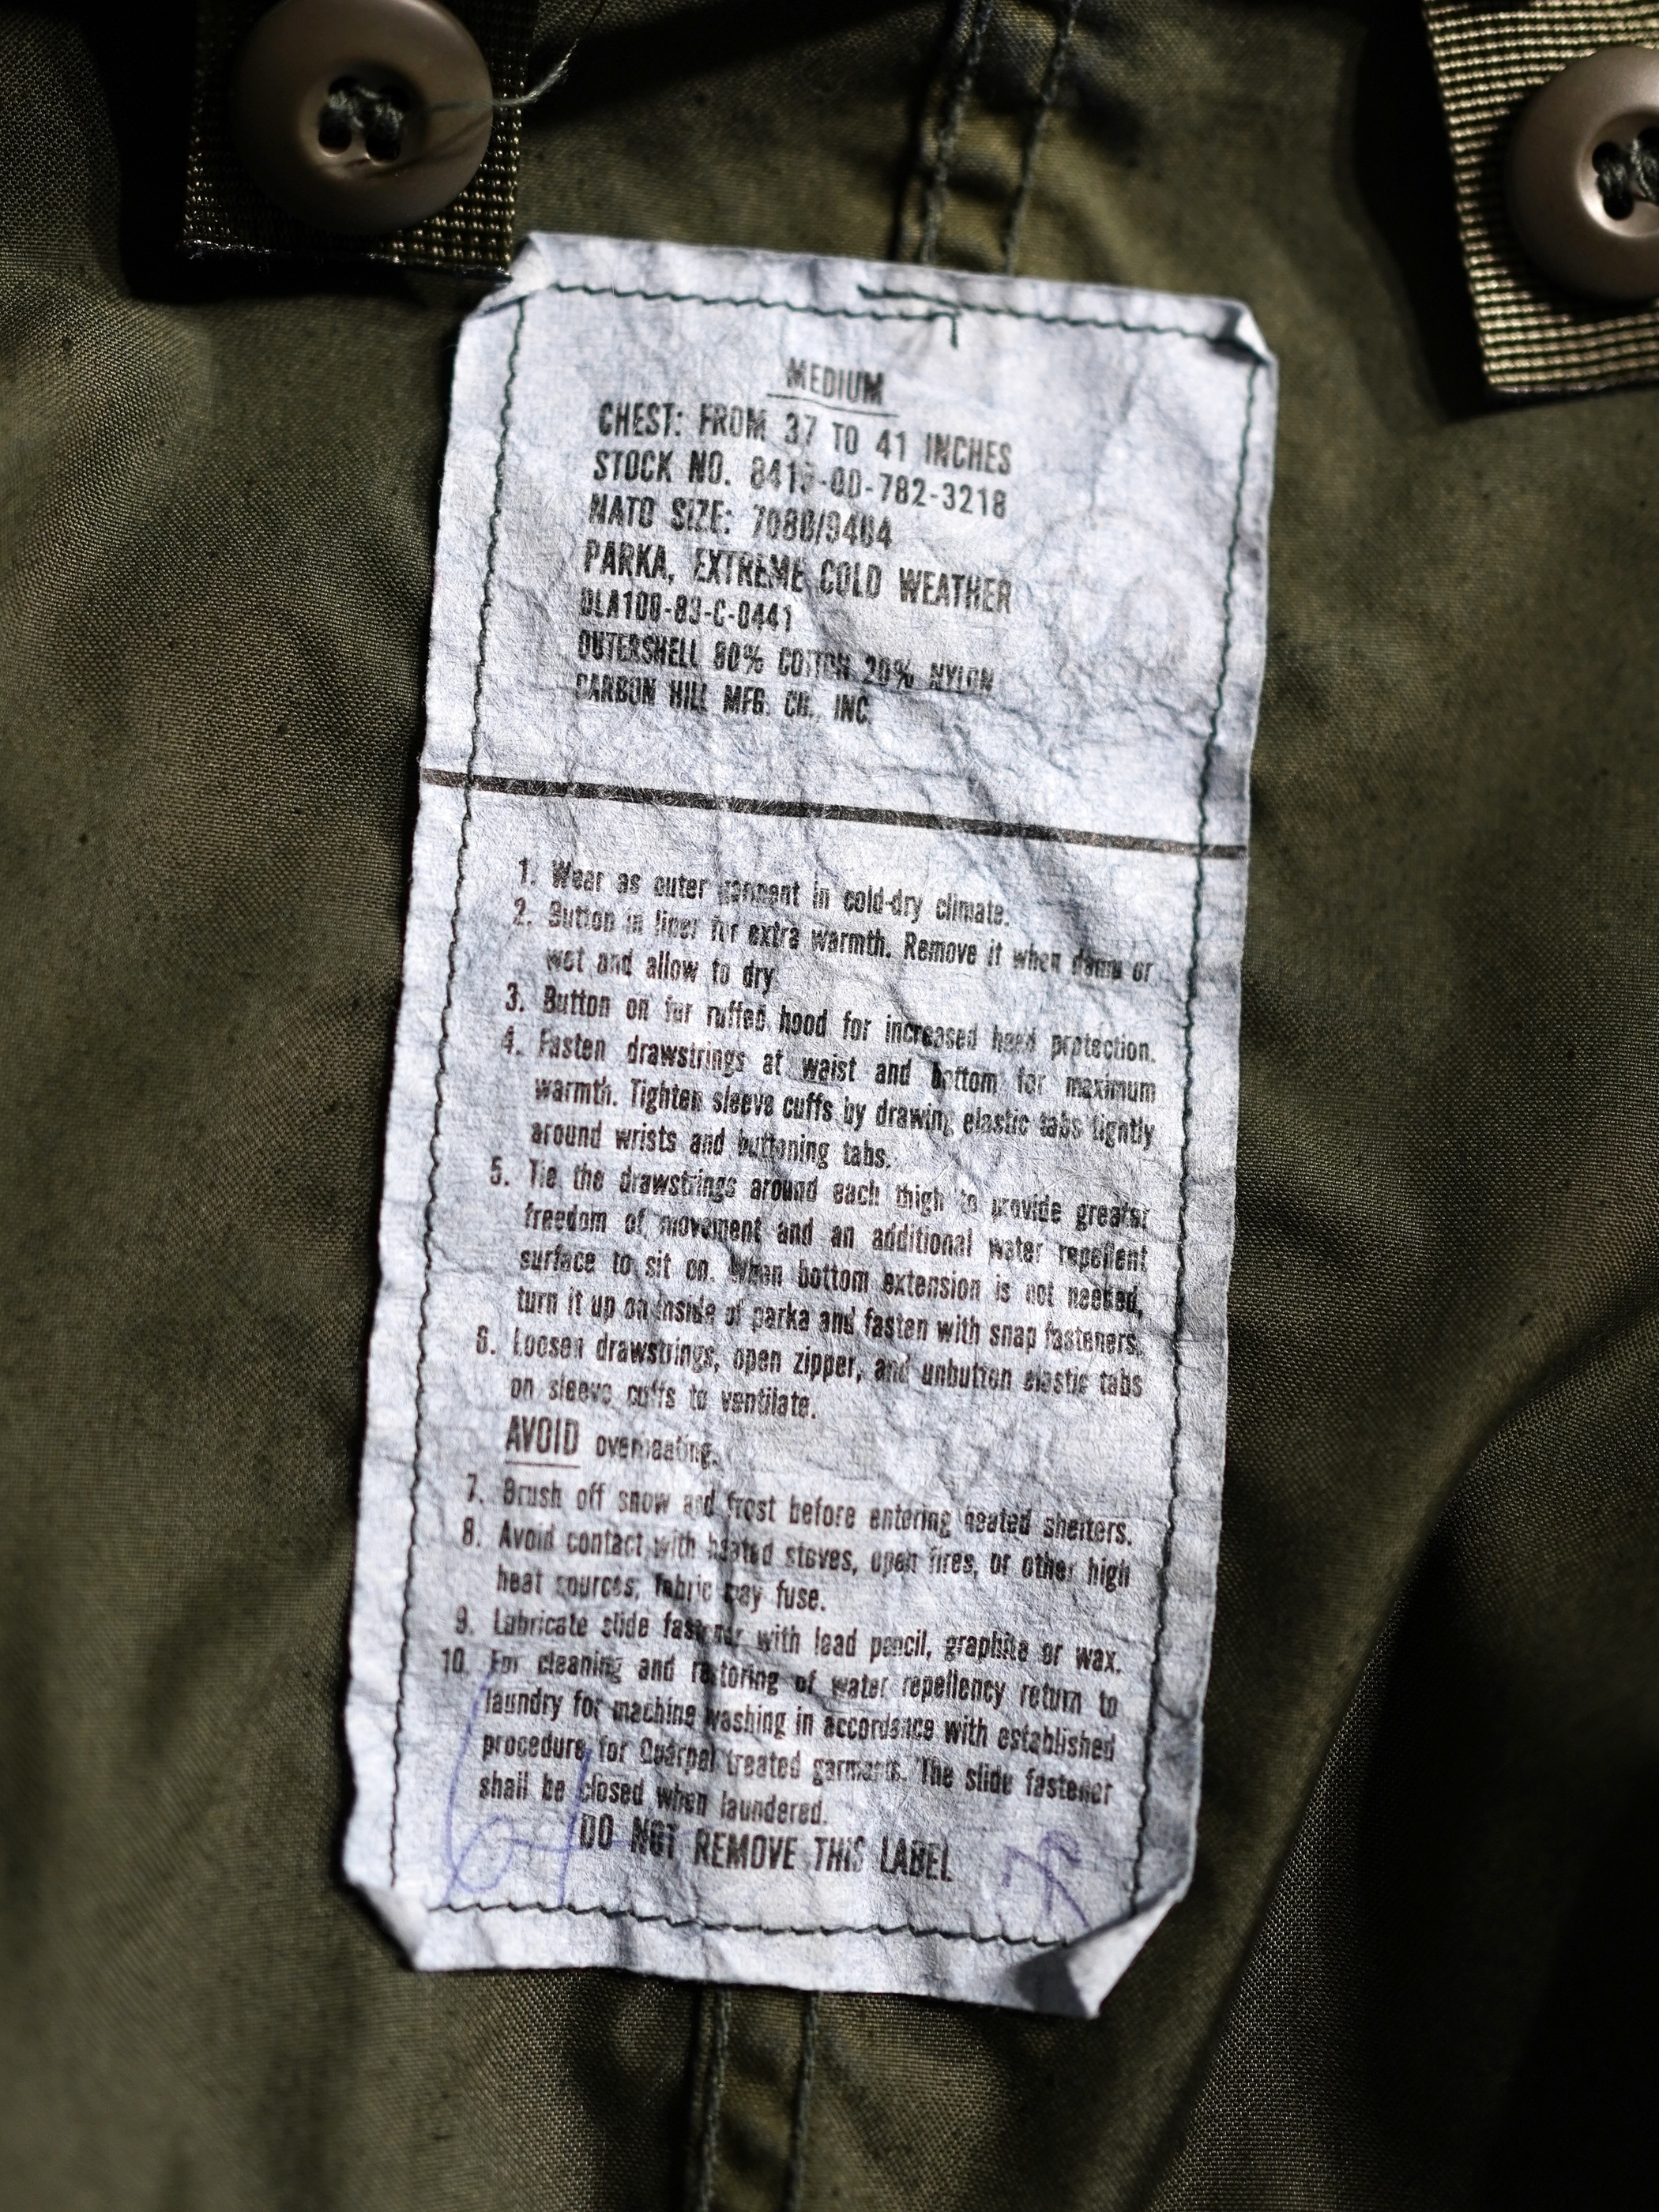 MEDIUM
CHEST: FROM 37 TO 41 INCHES
STOCK NO. 8415-00-782-3218
NATO SIZE: 7080/9404
PARKA, EXTREME COLD WEATHER
DLA100-83-C-0441
OUTERSHELL 80% COTTON 20% NYLON
CARBON HILL MFG. CO., INC.
1. Wear as outer garment in cold-dry climate.
2. Button in liner for extra warmth. Remove it when damp or
wet and allow to dry.
3. Button on fur ruffed hood for increased head protection.
4. Fasten drawstrings at waist and bottom for maximum
warmth. Tighten sleeve cuffs by drawing elastic tabs tightly
around wrists and buttoning tabs.
5. Tie the drawstrings around each thigh to provide greater
freedom of movement and an additional water repellent
surface to sit on. When bottom extension is not needed,
turn it up on inside of parka and fasten with snap fasteners.
6. Loosen drawstrings, open zipper, and unbutton elastic tabs
on sleeve cuffs to ventilate.
AVOID overheating.
7. Brush off snow and frost before entering heated shelters.
8. Avoid contact with heated stoves, open fires, or other high
heat sources; fabric may fuse.
9. Lubricate slide fastener with lead pencil, graphite or wax.
10. For cleaning and restoring of water repellency return to
laundry for machine washing in accordance with established
procedure for Quarpel treated garments. The slide fastener
shall be closed when laundered.
DO NOT REMOVE THIS LABEL
64